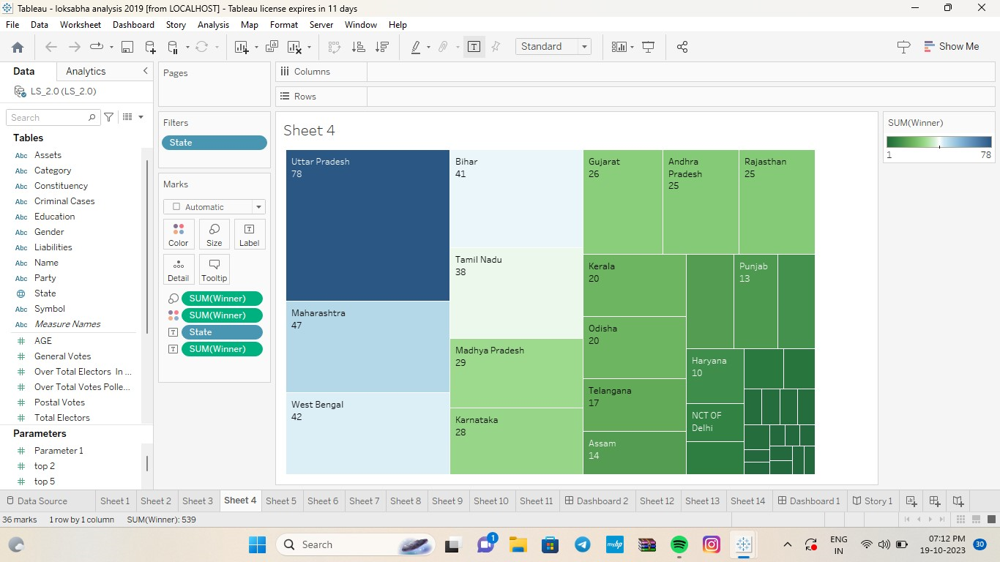 Tableau - loksabha analysis 2019 [from LOCALHOST] - Tableau license expires in 11 days
File Data Worksheet Dashboard Story Analysis Map Format Server Window Help
Standard
Show Me
Data Analytics
LS_2.0 (LS_2.0)
Search
Tables
Abc Assets
Abc Category
Abc Constituency
Abc Criminal Cases
Abc Education
Abc Gender
Abc Liabilities
Abc Name
Abc Party
State
Abc Symbol
Abc Measure Names
# AGE
# General Votes
# Over Total Electors In ...
# Over Total Votes Polle...
# Postal Votes
# Total Electors
Parameters
# Parameter 1
# top 2
# top 5
Pages
Filters
State
Marks
Automatic
Color Size Label
Detail Tooltip
SUM(Winner)
SUM(Winner)
State
SUM(Winner)
Columns
Rows
Sheet 4
Uttar Pradesh
78
Maharashtra
47
West Bengal
42
Bihar
41
Tamil Nadu
38
Madhya Pradesh
29
Karnataka
28
Gujarat
26
Andhra
Pradesh
25
Rajasthan
25
Kerala
20
Odisha
20
Telangana
17
Assam
14
Punjab
13
Haryana
10
NCT OF
Delhi
SUM(Winner)
1 78
Data Source Sheet 1 Sheet 2 Sheet 3 Sheet 4 Sheet 5 Sheet 6 Sheet 7 Sheet 8 Sheet 9 Sheet 10 Sheet 11 Dashboard 2 Sheet 12 Sheet 13 Sheet 14 Dashboard 1 Story 1
36 marks 1 row by 1 column SUM(Winner): 539
Search
1
myhp
ENG
IN
07:12 PM
19-10-2023
30